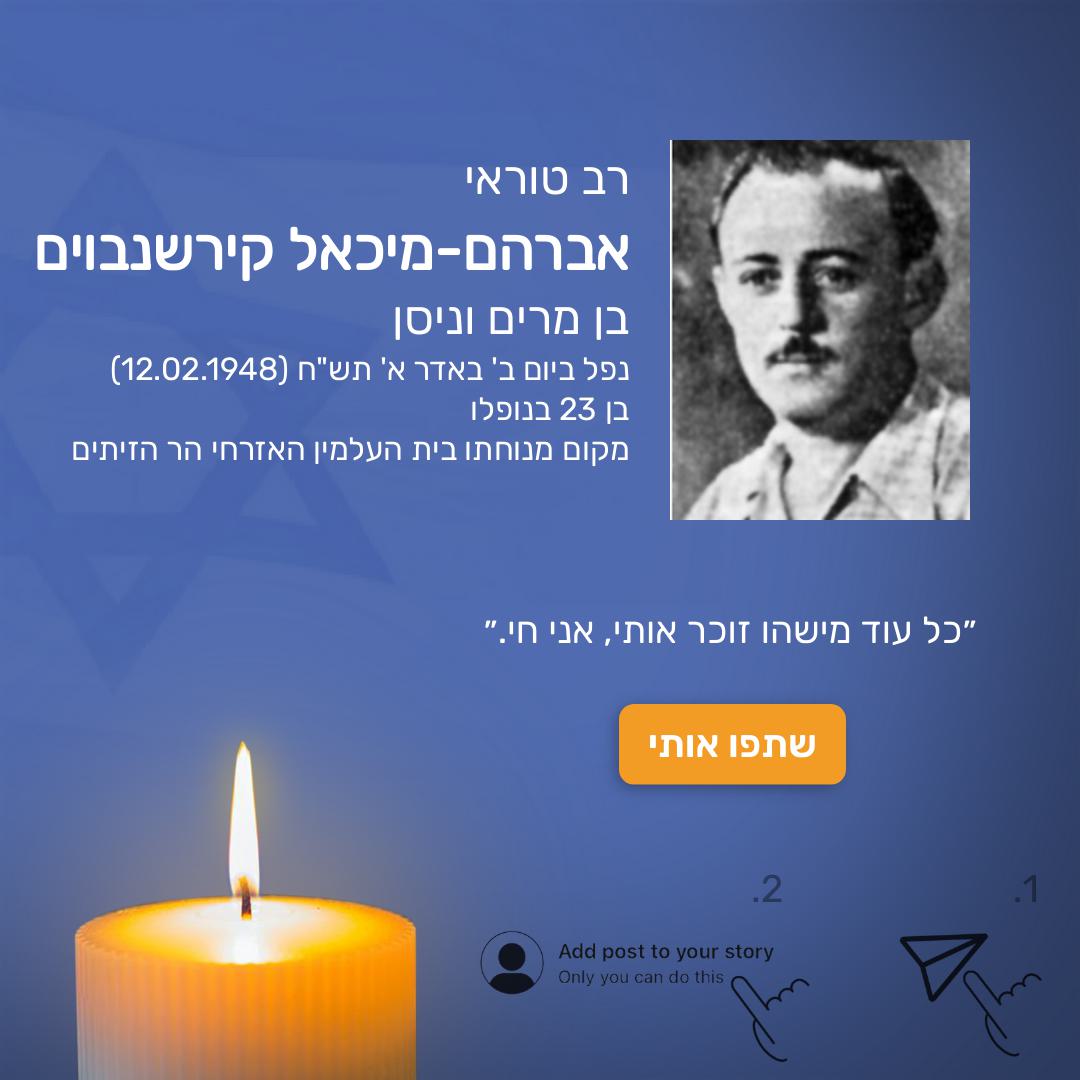 רב טוראי
אברהם-מיכאל קירשנבוים
בן מרים וניסן
נפל ביום ב' באדר א' תש"ח (12.02.1948)
בן 23 בנופלו
מקום מנוחתו בית העלמין האזרחי הר הזיתים
״כל עוד מישהו זוכר אותי, אני חי.״
שתפו אותי
1.
2.
Add post to your story
Only you can do this